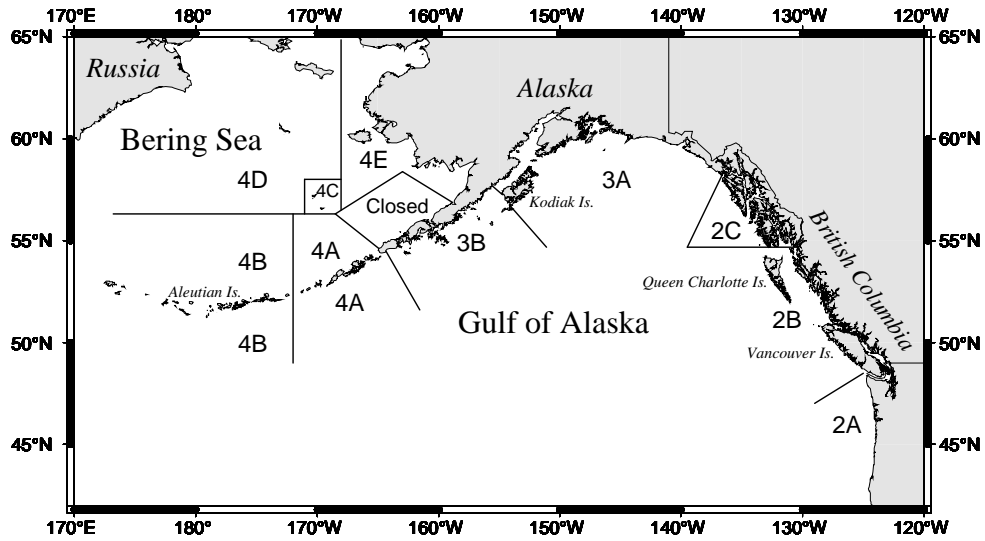 170°E 180° 170°W 160°W 150°W 140°W 130°W 120°W
65°N 65°N
Russia
Alaska
60°N 60°N
Bering Sea
4E
4D
4C
3A
Closed
Kodiak Is.
British Columbia
55°N 55°N
2C
3B
4A
4B
Queen Charlotte Is.
Aleutian Is.
4A
2B
Gulf of Alaska
50°N 50°N
4B
Vancouver Is.
2A
45°N 45°N
170°E 180° 170°W 160°W 150°W 140°W 130°W 120°W